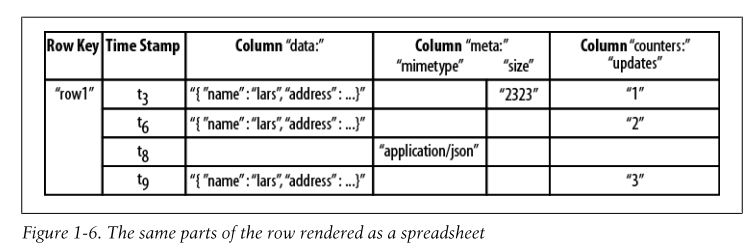 Row Key Time Stamp Column "data:" Column "meta:" Column "counters:"
"mimetype" "size" "updates"
"row1" t3 "{ "name" : "lars", "address" : ...}" "2323" "1"
t6 "{ "name" : "lars", "address" : ...}" "2"
t8 "application/json"
t9 "{ "name" : "lars", "address" : ...}" "3"
Figure 1-6. The same parts of the row rendered as a spreadsheet